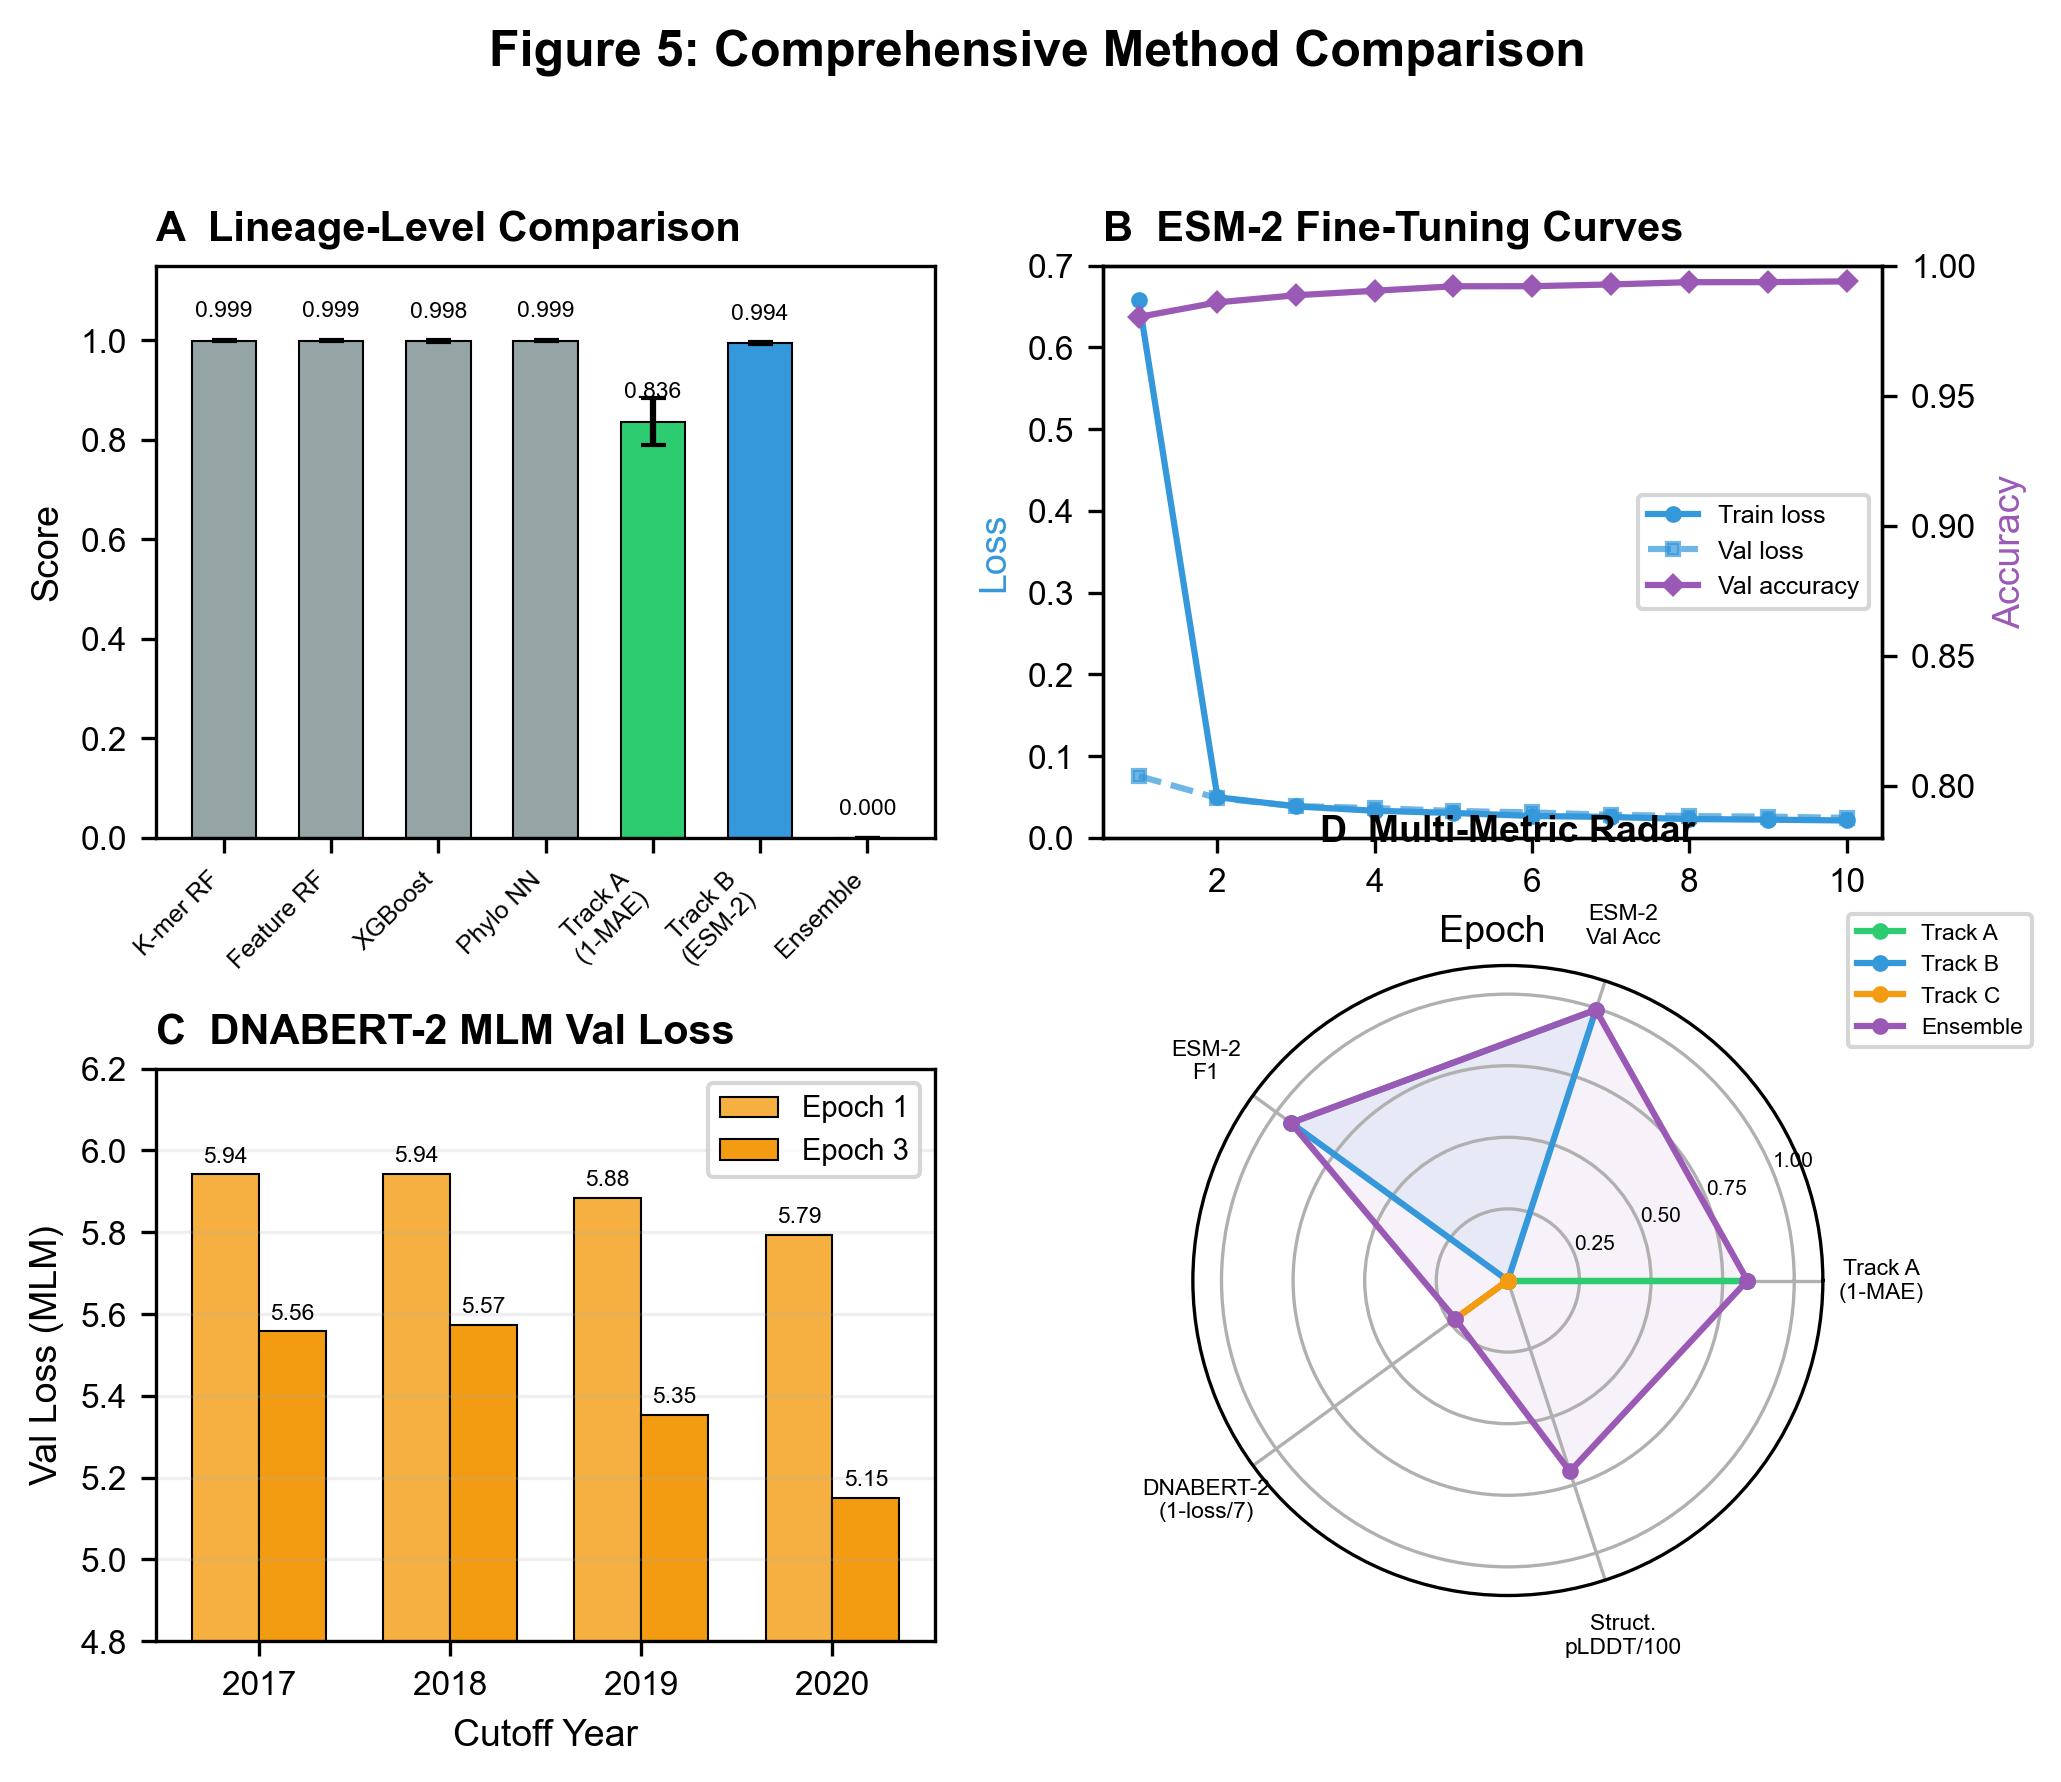 Figure 5: Comprehensive Method Comparison
A  Lineage-Level Comparison
Score
1.0
0.8
0.6
0.4
0.2
0.0
0.999
0.999
0.998
0.999
0.836
0.994
0.000
K-mer RF
Feature RF
XGBoost
Phylo NN
Track A
(1-MAE)
Track B
(ESM-2)
Ensemble
B  ESM-2 Fine-Tuning Curves
Loss
0.7
0.6
0.5
0.4
0.3
0.2
0.1
0.0
1.00
0.95
0.90
0.85
0.80
Accuracy
Train loss
Val loss
Val accuracy
2
4
6
8
10
Epoch
C  DNABERT-2 MLM Val Loss
Val Loss (MLM)
6.2
6.0
5.8
5.6
5.4
5.2
5.0
4.8
Epoch 1
Epoch 3
5.94
5.56
5.94
5.57
5.88
5.35
5.79
5.15
2017
2018
2019
2020
Cutoff Year
D  Multi-Metric Radar
ESM-2
Val Acc
Track A
Track B
Track C
Ensemble
ESM-2
F1
1.00
0.75
0.50
0.25
Track A
(1-MAE)
DNABERT-2
(1-loss/7)
Struct.
pLDDT/100